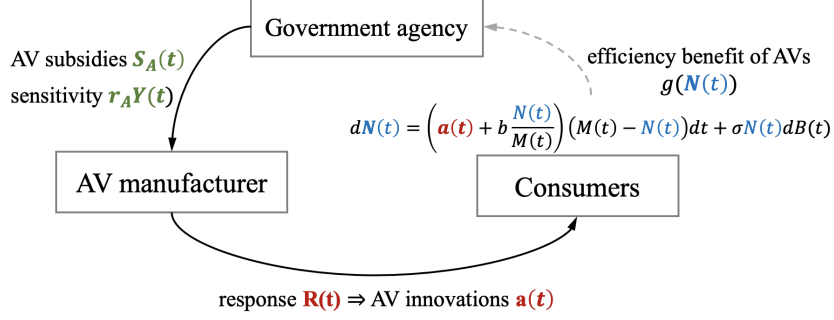 Government agency
AV subsidies S_A(t)
sensitivity r_AY(t)
efficiency benefit of AVs
g(N(t))
dN(t) = (a(t) + b N(t)/M(t)) (M(t) − N(t))dt + σN(t)dB(t)
AV manufacturer
Consumers
response R(t) ⇒ AV innovations a(t)